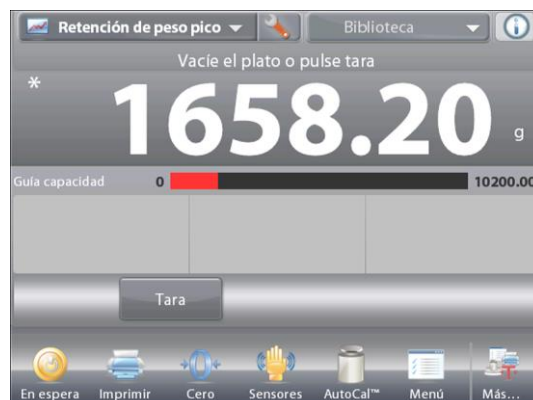 Retención de peso pico
Biblioteca
Vacíe el plato o pulse tara
* 1658.20 g
Guía capacidad 0 10200.00
Tara
En espera Imprimir Cero Sensores AutoCal™ Menú Más...